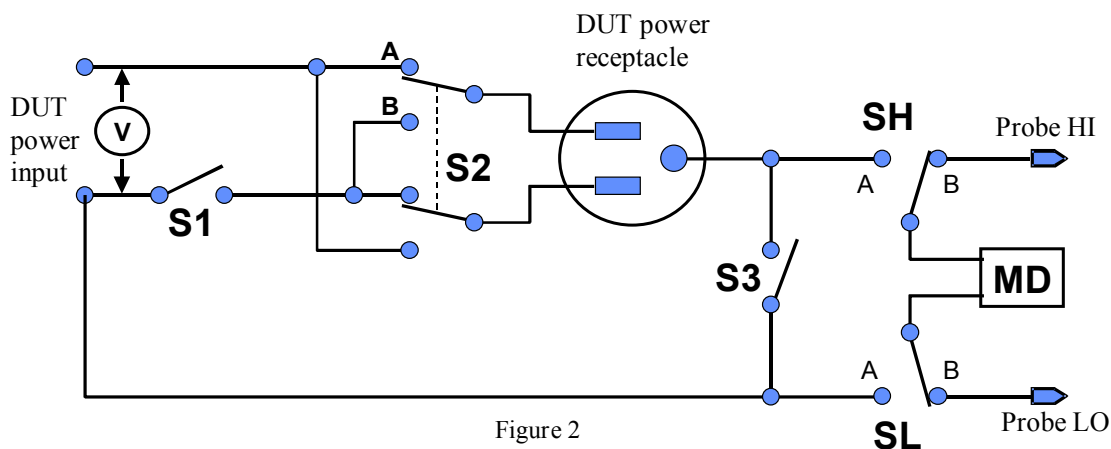 DUT power
receptacle
A
DUT
power
input
V
B
S1
S2
SH
Probe HI
A
B
S3
MD
A
B
SL
Probe LO
Figure 2